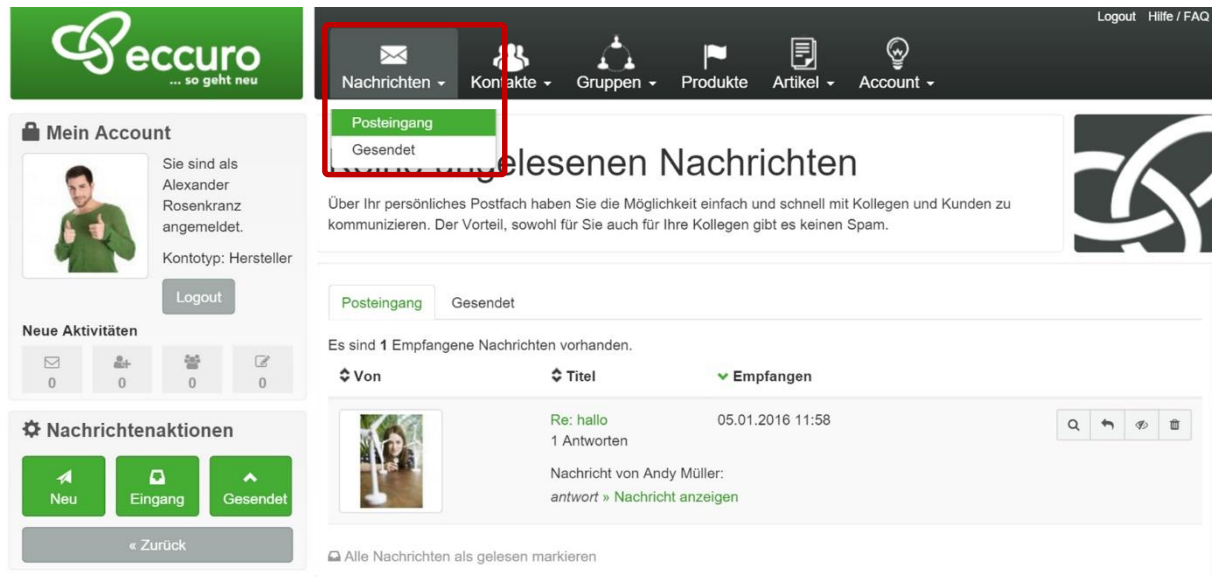 eccuro
... so geht neu
Logout Hilfe / FAQ
Nachrichten Kontakte Gruppen Produkte Artikel Account
Posteingang
Gesendet
Mein Account
Sie sind als
Alexander
Rosenkranz
angemeldet.
Kontotyp: Hersteller
Logout
Neue Aktivitäten
0 0 0 0
Nachrichtenaktionen
Neu Eingang Gesendet
« Zurück
Keine ungelesenen Nachrichten
Über Ihr persönliches Postfach haben Sie die Möglichkeit einfach und schnell mit Kollegen und Kunden zu
kommunizieren. Der Vorteil, sowohl für Sie auch für Ihre Kollegen gibt es keinen Spam.
Posteingang Gesendet
Es sind 1 Empfangene Nachrichten vorhanden.
Von Titel Empfangen
Re: hallo 05.01.2016 11:58
1 Antworten
Nachricht von Andy Müller:
antwort » Nachricht anzeigen
Alle Nachrichten als gelesen markieren